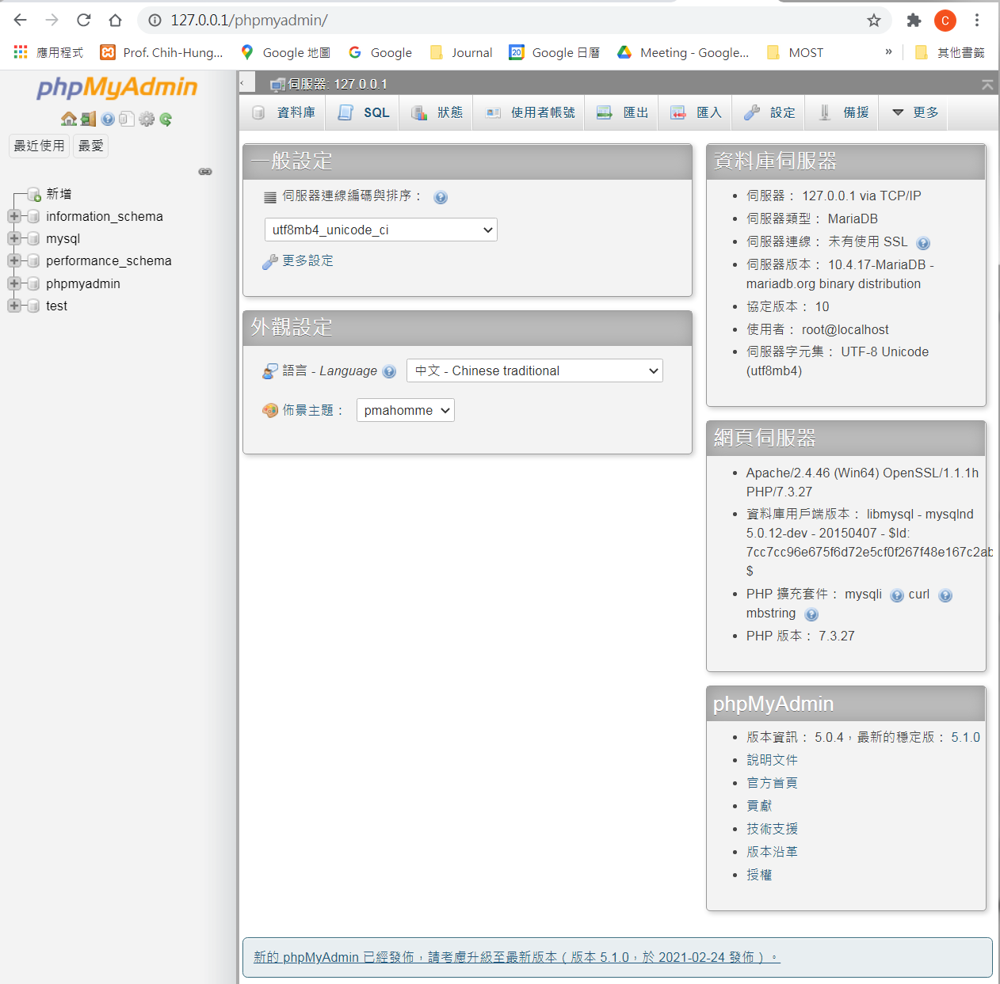 127.0.0.1/phpmyadmin/
C
應用程式
Prof. Chih-Hung...
Google 地圖
Google
Journal
20
Google 日曆
Meeting - Google...
MOST
»
其他書籤
phpMyAdmin
最近使用
最愛
新增
information_schema
mysql
performance_schema
phpmyadmin
test
伺服器: 127.0.0.1
資料庫
SQL
狀態
使用者帳號
匯出
匯入
設定
備援
更多
一般設定
伺服器連線編碼與排序：
utf8mb4_unicode_ci
更多設定
外觀設定
語言 - Language
中文 - Chinese traditional
佈景主題：
pmahomme
資料庫伺服器
伺服器： 127.0.0.1 via TCP/IP
伺服器類型： MariaDB
伺服器連線： 未有使用 SSL
伺服器版本： 10.4.17-MariaDB -
mariadb.org binary distribution
協定版本： 10
使用者： root@localhost
伺服器字元集： UTF-8 Unicode
(utf8mb4)
網頁伺服器
Apache/2.4.46 (Win64) OpenSSL/1.1.1h
PHP/7.3.27
資料庫用戶端版本： libmysql - mysqlnd
5.0.12-dev - 20150407 - $Id:
7cc7cc96e675f6d72e5cf0f267f48e167c2ab
$
PHP 擴充套件： mysqli curl
mbstring
PHP 版本： 7.3.27
phpMyAdmin
版本資訊： 5.0.4，最新的穩定版： 5.1.0
說明文件
官方首頁
貢獻
技術支援
版本沿革
授權
新的 phpMyAdmin 已經發佈，請考慮升級至最新版本（版本 5.1.0，於 2021-02-24 發佈）。